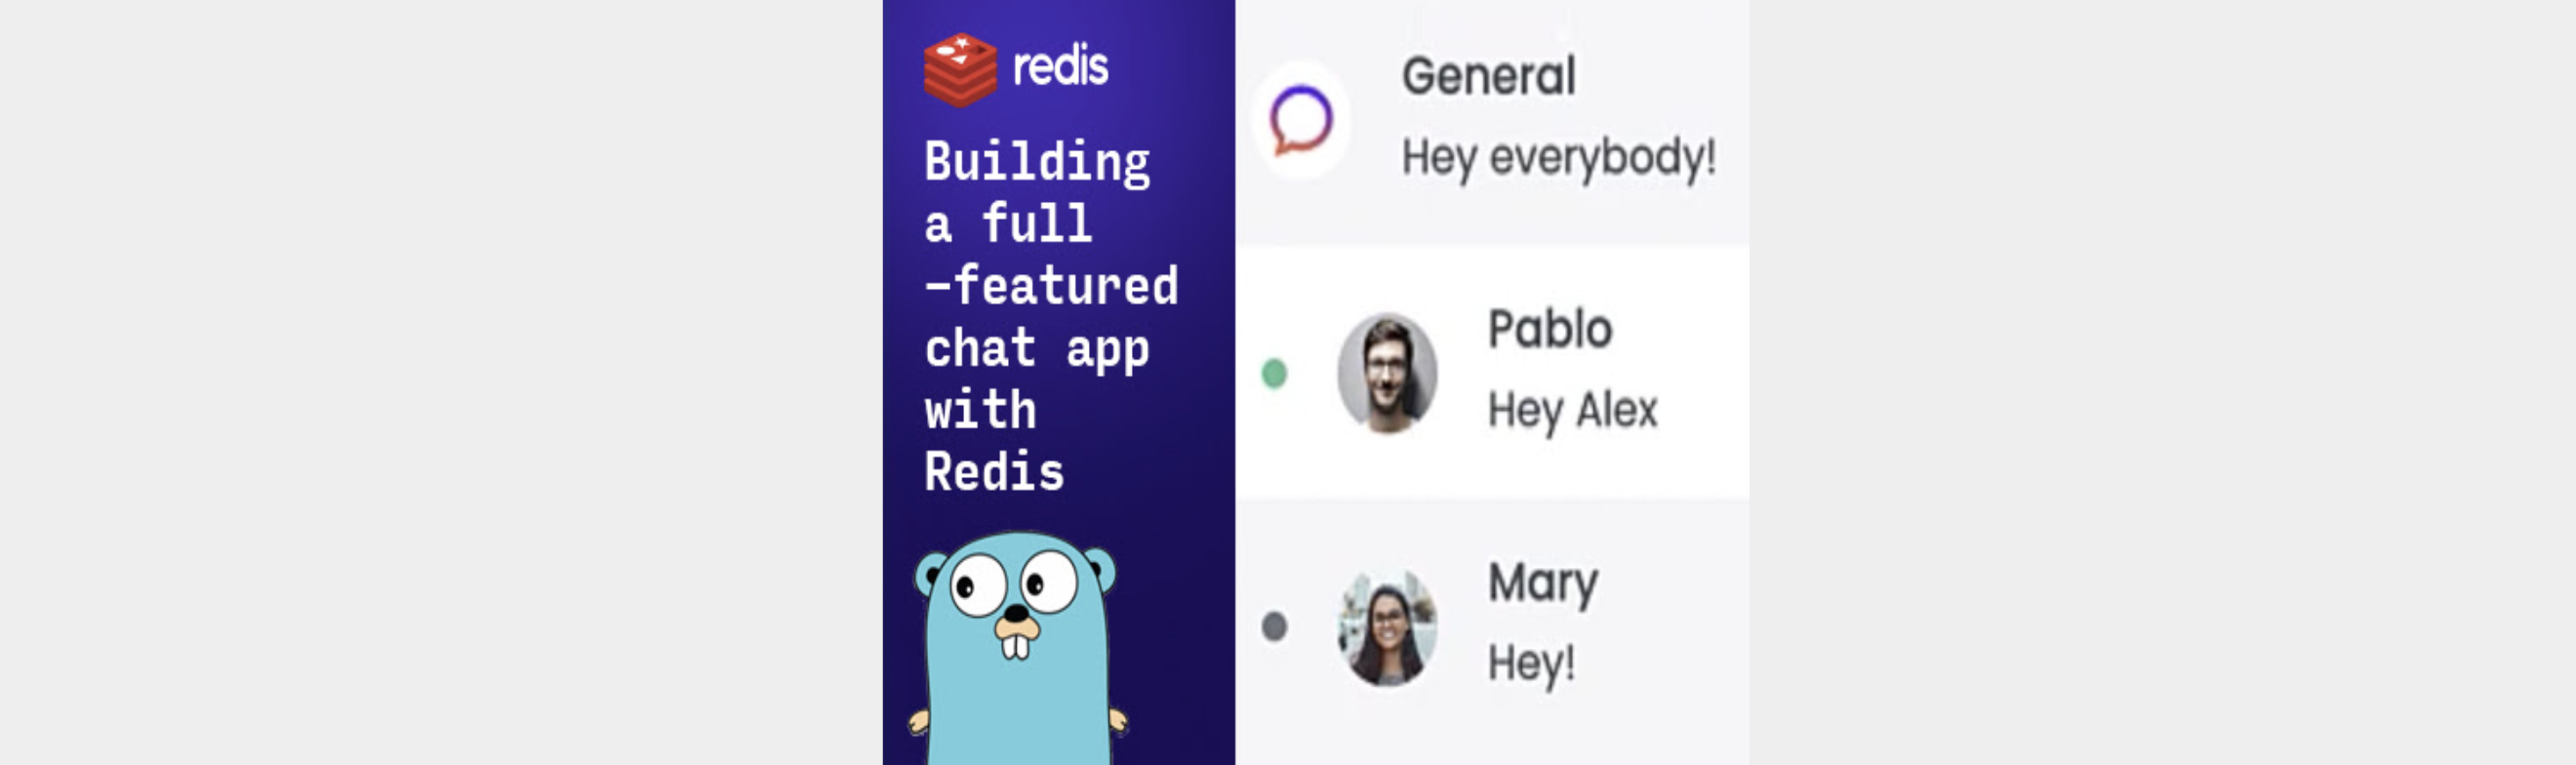 redis
Building
a full
-featured
chat app
with
Redis
General
Hey everybody!
Pablo
Hey Alex
Mary
Hey!